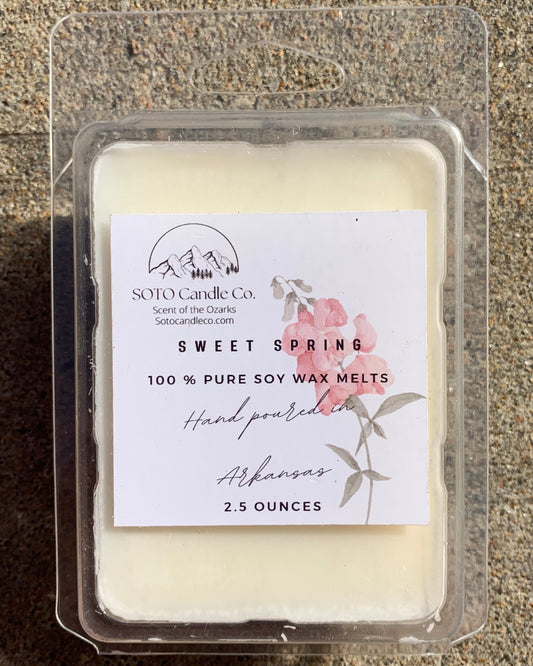 SOTO Candle Co.
Scent of the Ozarks
Sotocandleco.com
SWEET SPRING
100 % PURE SOY WAX MELTS
Hand poured in
Arkansas
2.5 OUNCES